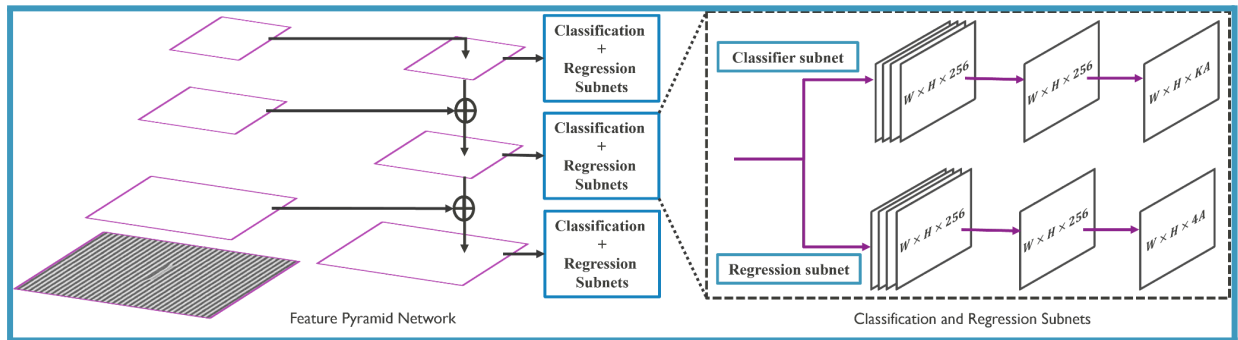 Classification
+
Regression
Subnets
Classification
+
Regression
Subnets
Classification
+
Regression
Subnets
Feature Pyramid Network
Classifier subnet
W × H × 256
W × H × 256
W × H × KA
Regression subnet
W × H × 256
W × H × 256
W × H × 4A
Classification and Regression Subnets